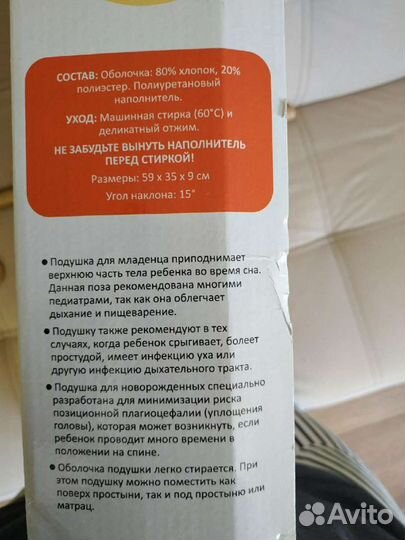 СОСТАВ: Оболочка: 80% хлопок, 20%
полиэстер. Полиуретановый
наполнитель.
УХОД: Машинная стирка (60°С) и
деликатный отжим.
НЕ ЗАБУДЬТЕ ВЫНУТЬ НАПОЛНИТЕЛЬ
ПЕРЕД СТИРКОЙ!
Размеры: 59 х 35 х 9 см
Угол наклона: 15°
• Подушка для младенца приподнимает
верхнюю часть тела ребенка во время сна.
Данная поза рекомендована многими
педиатрами, так как она облегчает
дыхание и пищеварение.
• Подушку также рекомендуют в тех
случаях, когда ребенок срыгивает, болеет
простудой, имеет инфекцию уха или
другую инфекцию дыхательного тракта.
• Подушка для новорожденных специально
разработана для минимизации риска
позиционной плагиоцефалии (уплощения
головы), которая может возникнуть, если
ребенок проводит много времени в
положении на спине.
• Оболочка подушки легко стирается. При
этом подушку можно поместить как
поверх простыни, так и под простыню или
матрац.
Avito